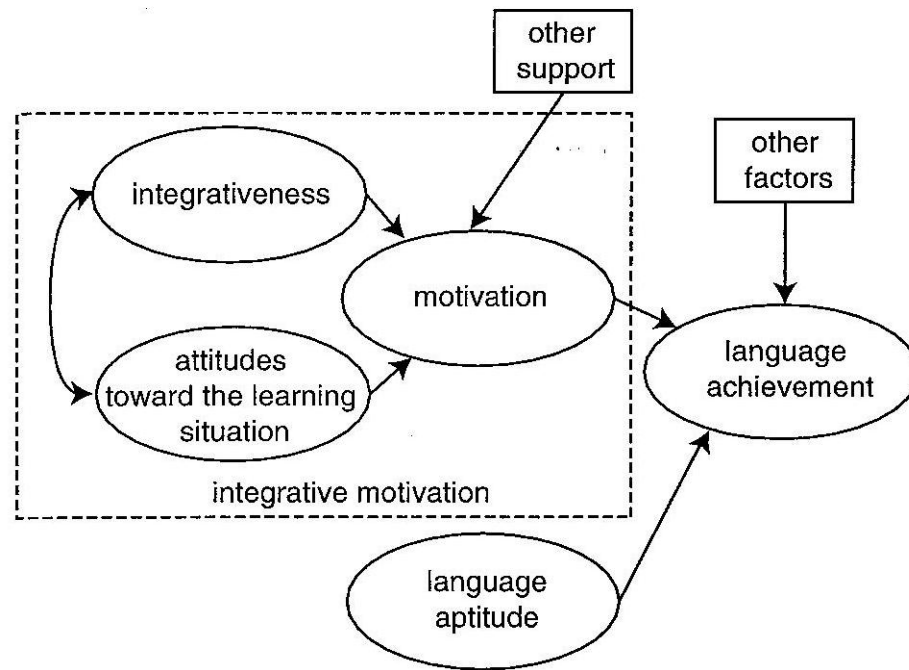 other
support
other
factors
integrativeness
motivation
attitudes
toward the learning
situation
language
achievement
integrative motivation
language
aptitude